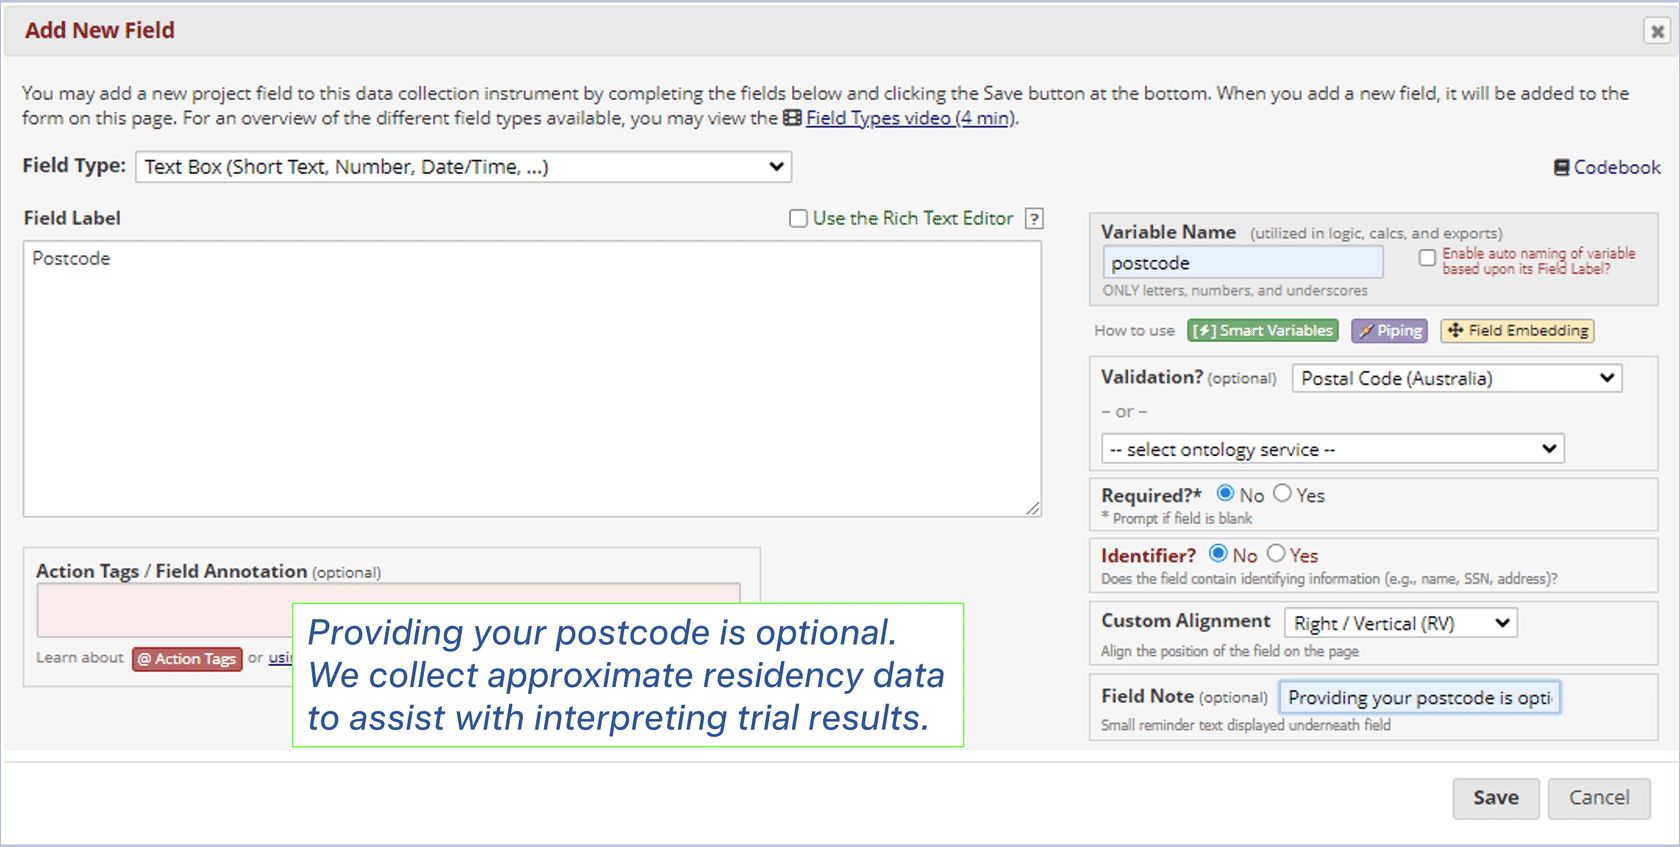 Add New Field
You may add a new project field to this data collection instrument by completing the fields below and clicking the Save button at the bottom. When you add a new field, it will be added to the
form on this page. For an overview of the different field types available, you may view the Field Types video (4 min).
Field Type: Text Box (Short Text, Number, Date/Time, ...)
Codebook
Field Label
Use the Rich Text Editor ?
Postcode
Variable Name (utilized in logic, calcs, and exports)
postcode
Enable auto naming of variable
based upon its Field Label?
ONLY letters, numbers, and underscores
How to use [⚡] Smart Variables Piping Field Embedding
Validation? (optional) Postal Code (Australia)
– or –
-- select ontology service --
Required?* No Yes
* Prompt if field is blank
Identifier? No Yes
Does the field contain identifying information (e.g., name, SSN, address)?
Custom Alignment Right / Vertical (RV)
Align the position of the field on the page
Field Note (optional) Providing your postcode is opti
Small reminder text displayed underneath field
Action Tags / Field Annotation (optional)
Learn about @ Action Tags or
Providing your postcode is optional.
We collect approximate residency data
to assist with interpreting trial results.
Save Cancel